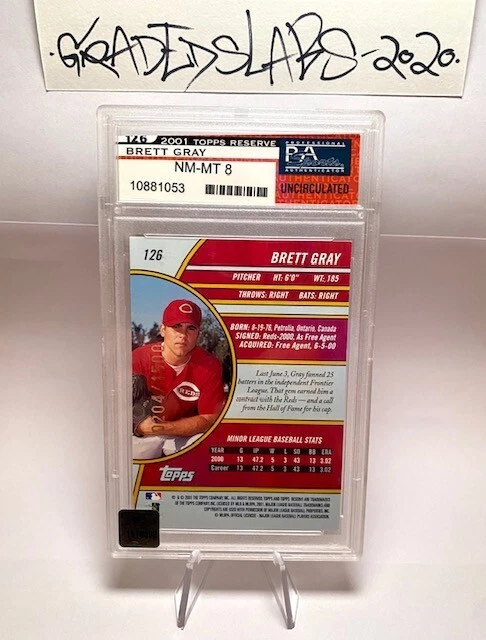 .GRADEDSLABS-2020.
126 2001 TOPPS RESERVE
BRETT GRAY
NM-MT 8
10881053
PROFESSIONAL
PSA
AUTHENTICATOR
UNCIRCULATED
126
BRETT GRAY
PITCHER HT: 6'0" WT: 185
THROWS: RIGHT BATS: RIGHT
BORN: 8-19-76, Petrolia, Ontario, Canada
SIGNED: Reds-2000, As Free Agent
ACQUIRED: Free Agent, 6-5-00
Last June 3, Gray fanned 25
batters in the independent Frontier
League. That gem earned him a
contract with the Reds — and a call
from the Hall of Fame for his cap.
MINOR LEAGUE BASEBALL STATS
YEAR G IP W L SO BB ERA
2000 13 47.2 5 3 43 13 3.02
Career 13 47.2 5 3 43 13 3.02
REDS
Topps